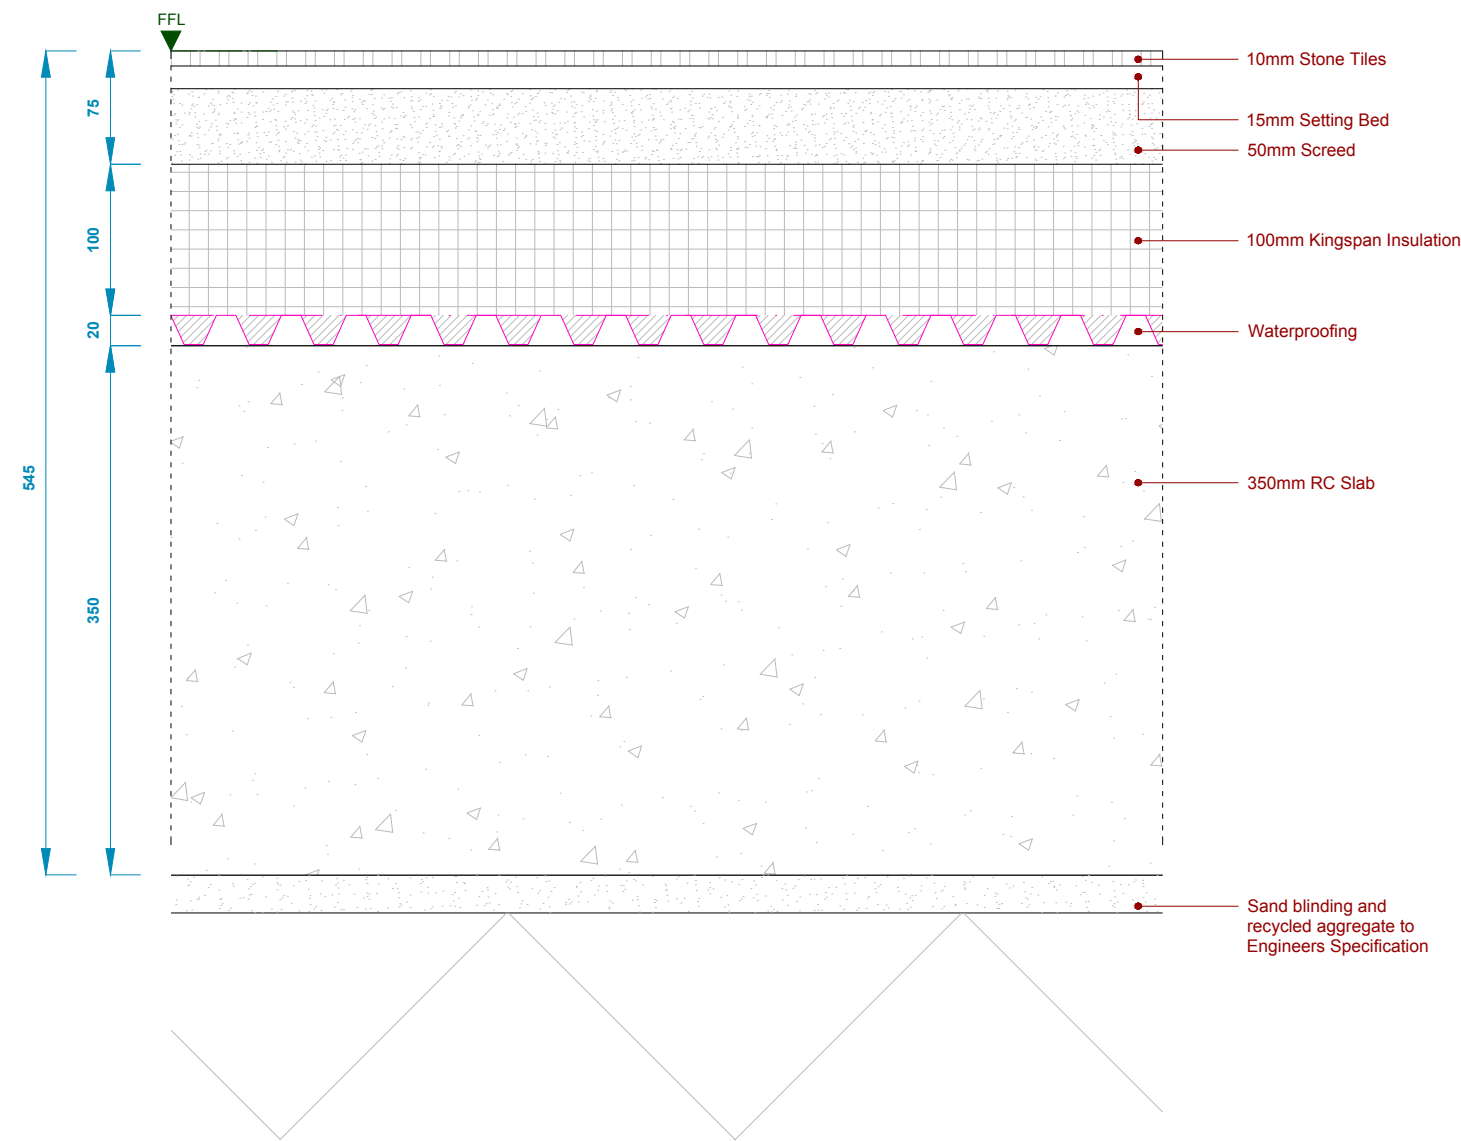 FFL
10mm Stone Tiles
75
15mm Setting Bed
50mm Screed
100
100mm Kingspan Insulation
20
Waterproofing
545
350mm RC Slab
350
Sand blinding and
recycled aggregate to
Engineers Specification